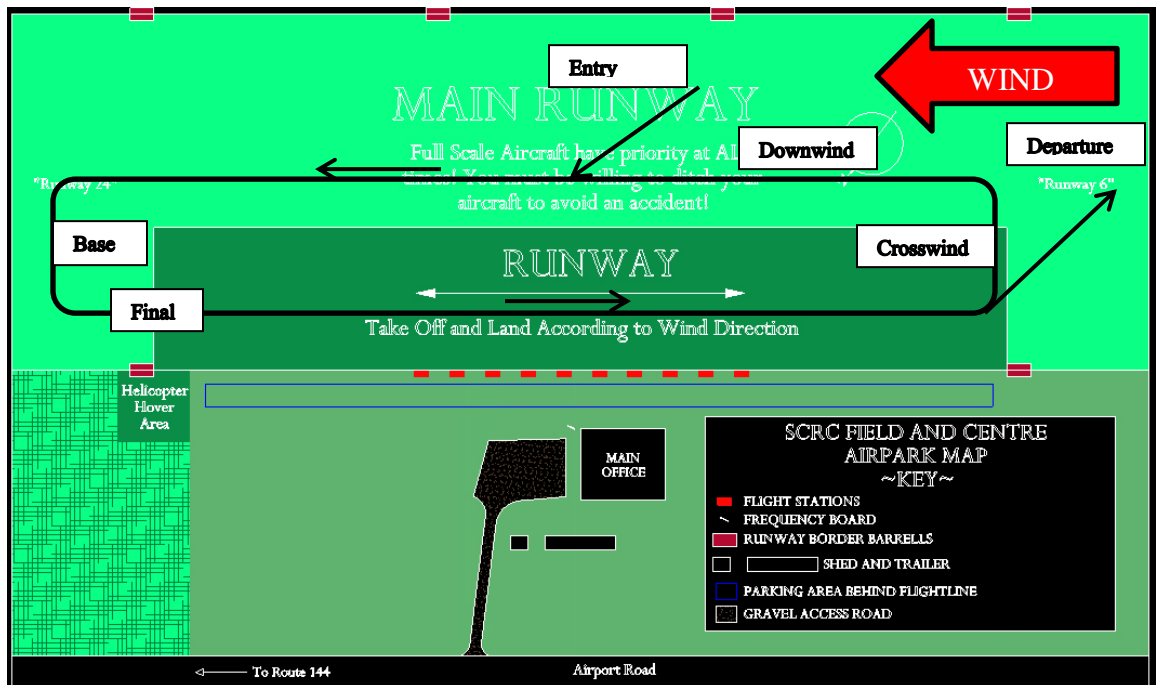 Entry
WIND
MAIN RUNWAY
Downwind
Departure
Full Scale Aircraft have priority at
times! You must be willing to ditch your
aircraft to avoid an accident!
"Runway 24"
"Runway 6"
Base
Crosswind
RUNWAY
Final
Take Off and Land According to Wind Direction
Helicopter
Hover
Area
MAIN
OFFICE
SCRC FIELD AND CENTRE
AIRPARK MAP
~KEY~
FLIGHT STATIONS
FREQUENCY BOARD
RUNWAY BORDER BARRELLS
SHED AND TRAILER
PARKING AREA BEHIND FLIGHTLINE
GRAVEL ACCESS ROAD
To Route 144
Airport Road